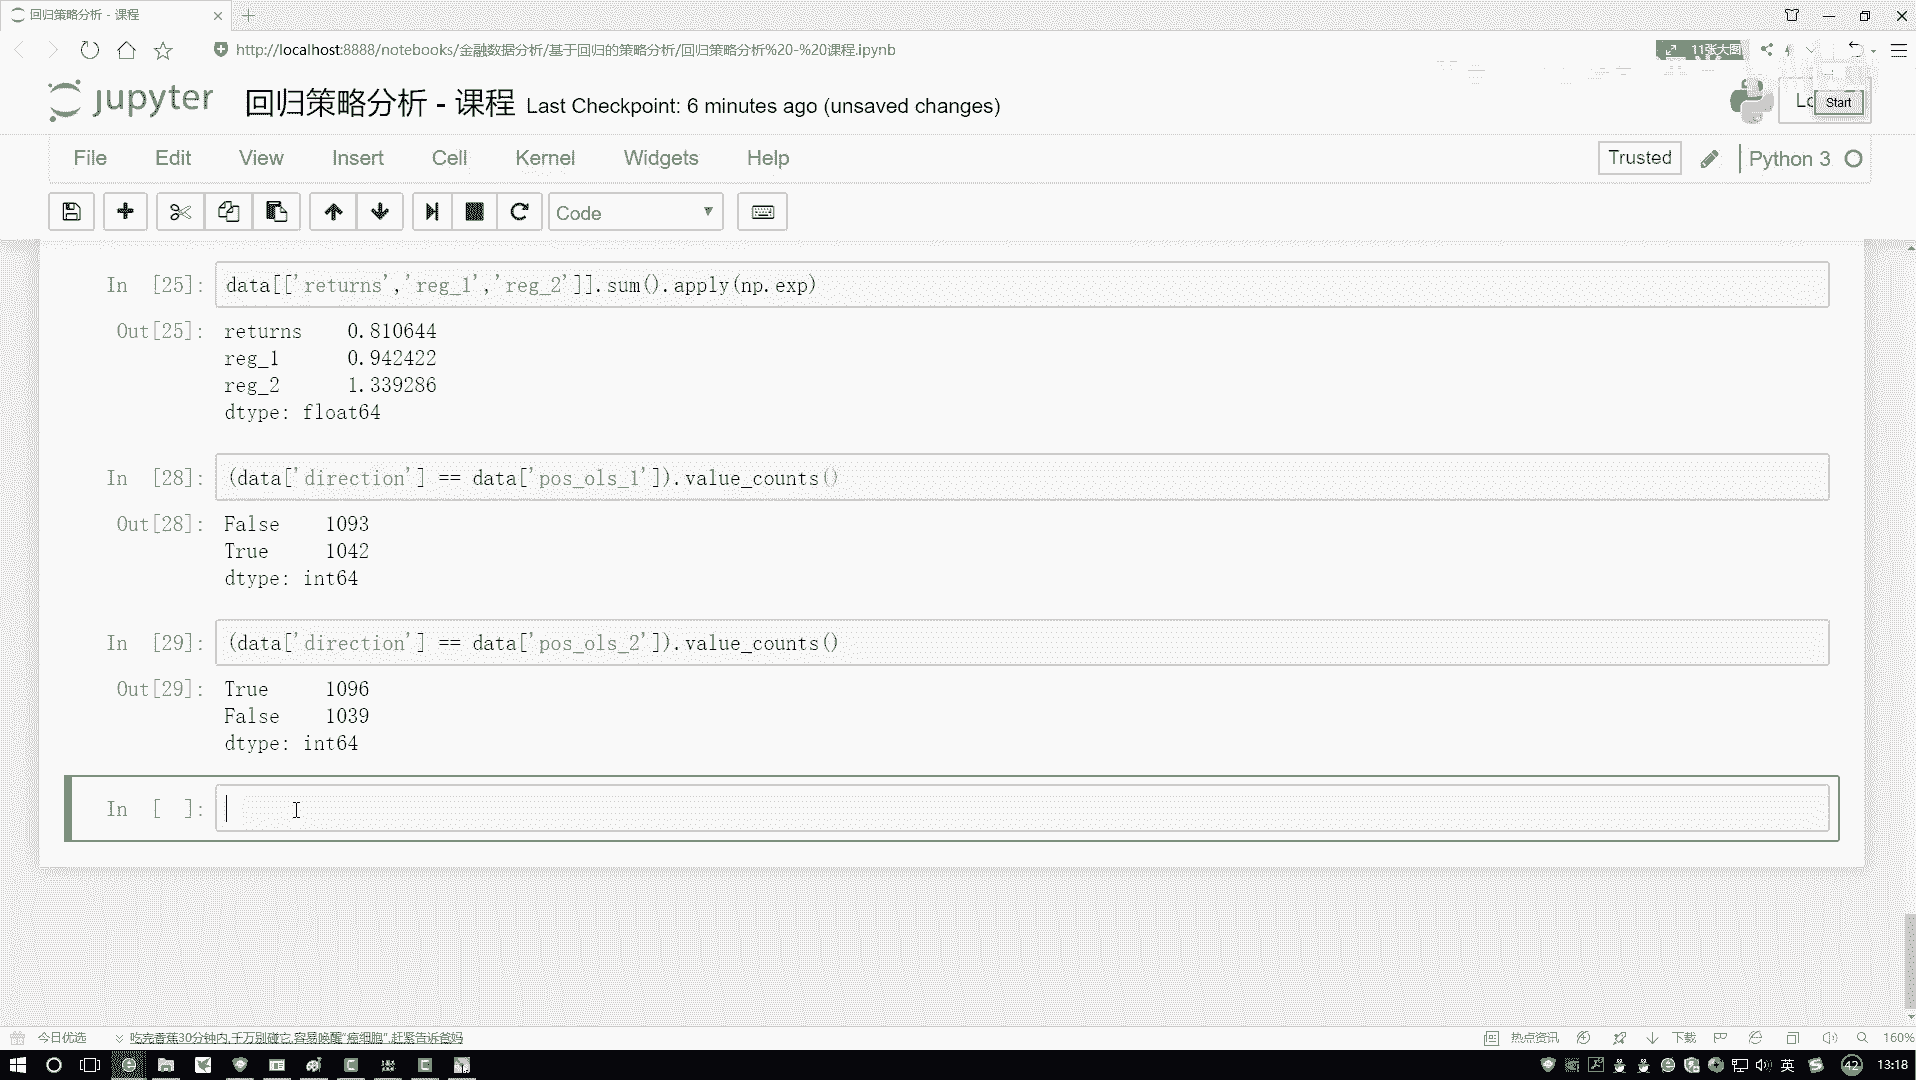 回归策略分析 - 课程
http://localhost:8888/notebooks/金融数据分析/基于回归的策略分析/回归策略分析%20-%20课程.ipynb
11张大图
jupyter 回归策略分析 - 课程 Last Checkpoint: 6 minutes ago (unsaved changes)
Start
File Edit View Insert Cell Kernel Widgets Help
Trusted Python 3
Code
In [25]: data[['returns','reg_1','reg_2']].sum().apply(np.exp)
Out[25]: returns 0.810644
reg_1 0.942422
reg_2 1.339286
dtype: float64
In [28]: (data['direction'] == data['pos_ols_1']).value_counts()
Out[28]: False 1093
True 1042
dtype: int64
In [29]: (data['direction'] == data['pos_ols_2']).value_counts()
Out[29]: True 1096
False 1039
dtype: int64
In [ ]:
今日优选 吃完香蕉30分钟内,千万别碰它,容易唤醒"癌细胞",赶紧告诉爸妈
热点资讯 下载 160%
英 42 13:18